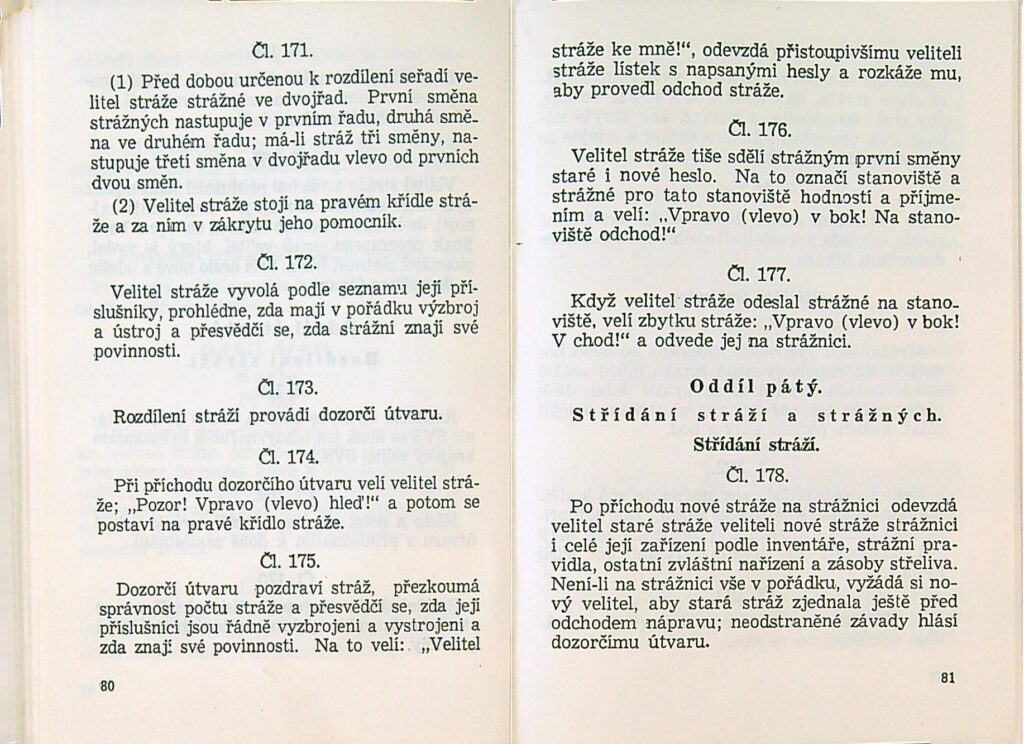 Čl. 171.
(1) Před dobou určenou k rozdílení seřadí ve-
litel stráže strážné ve dvojřad. První směna
strážných nastupuje v prvním řadu, druhá smě-
na ve druhém řadu; má-li stráž tři směny, na-
stupuje třetí směna v dvojřadu vlevo od prvních
dvou směn.
(2) Velitel stráže stojí na pravém křídle strá-
že a za ním v zákrytu jeho pomocník.
Čl. 172.
Velitel stráže vyvolá podle seznamu její pří-
slušníky, prohlédne, zda mají v pořádku výzbroj
a ústroj a přesvědčí se, zda strážní znají své
povinnosti.
Čl. 173.
Rozdílení stráží provádí dozorčí útvaru.
Čl. 174.
Při příchodu dozorčího útvaru velí velitel strá-
že; „Pozor! Vpravo (vlevo) hleď!“ a potom se
postaví na pravé křídlo stráže.
Čl. 175.
Dozorčí útvaru pozdraví stráž, přezkoumá
správnost počtu stráže a přesvědčí se, zda její
příslušníci jsou řádně vyzbrojeni a vystrojeni a
zda znají své povinnosti. Na to velí: „Velitel
80
stráže ke mně!“, odevzdá přistoupivšímu veliteli
stráže lístek s napsanými hesly a rozkáže mu,
aby provedl odchod stráže.
Čl. 176.
Velitel stráže tiše sdělí strážným první směny
staré i nové heslo. Na to označí stanoviště a
strážné pro tato stanoviště hodností a příjme-
ním a velí: „Vpravo (vlevo) v bok! Na stano-
viště odchod!“
Čl. 177.
Když velitel stráže odeslal strážné na stano-
viště, velí zbytku stráže: „Vpravo (vlevo) v bok!
V chod!“ a odvede jej na strážnici.
Oddíl pátý.
Střídání stráží a strážných.
Střídání stráží.
Čl. 178.
Po příchodu nové stráže na strážnici odevzdá
velitel staré stráže veliteli nové stráže strážnici
i celé její zařízení podle inventáře, strážní pra-
vidla, ostatní zvláštní nařízení a zásoby střeliva.
Není-li na strážnici vše v pořádku, vyžádá si no-
vý velitel, aby stará stráž zjednala ještě před
odchodem nápravu; neodstraněné závady hlásí
dozorčímu útvaru.
81